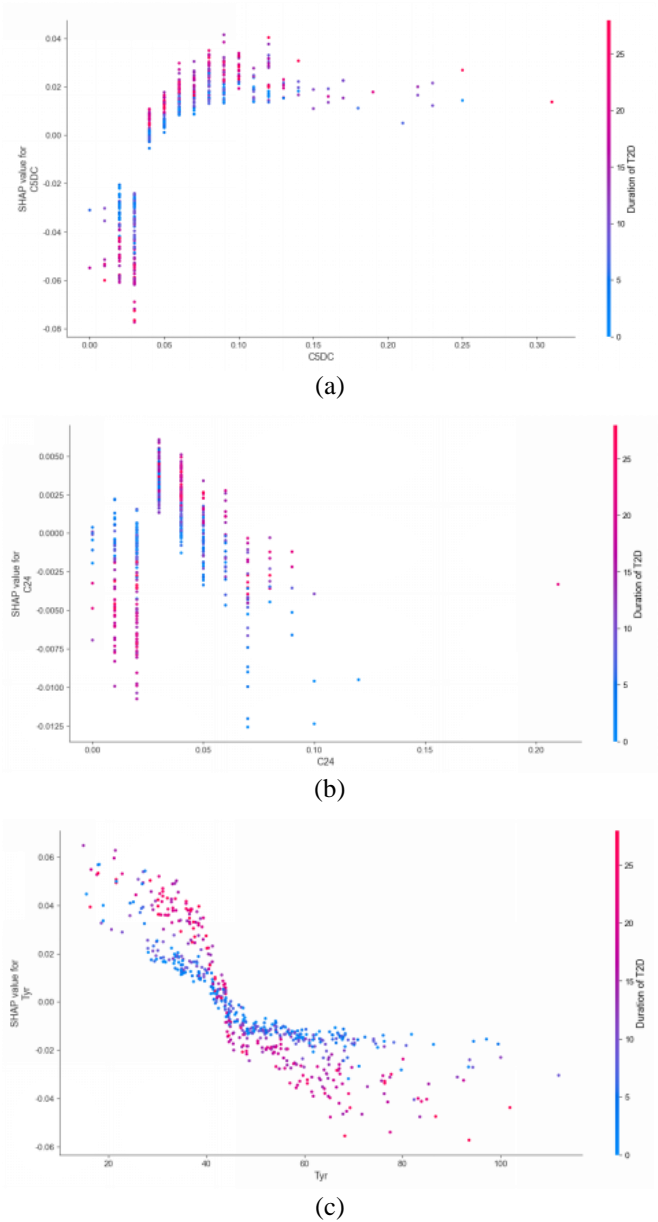 0.04
0.02
0.00
-0.02
-0.04
-0.06
-0.08
SHAP value for
C5DC
0.00 0.05 0.10 0.15 0.20 0.25 0.30
C5DC
25
20
15
10
5
0
Duration of T2D
(a)
0.0050
0.0025
0.0000
-0.0025
-0.0050
-0.0075
-0.0100
-0.0125
SHAP value for
C24
0.00 0.05 0.10 0.15 0.20
C24
25
20
15
10
5
0
Duration of T2D
(b)
0.06
0.04
0.02
0.00
-0.02
-0.04
-0.06
SHAP value for
Tyr
20 40 60 80 100
Tyr
25
20
15
10
5
0
Duration of T2D
(c)